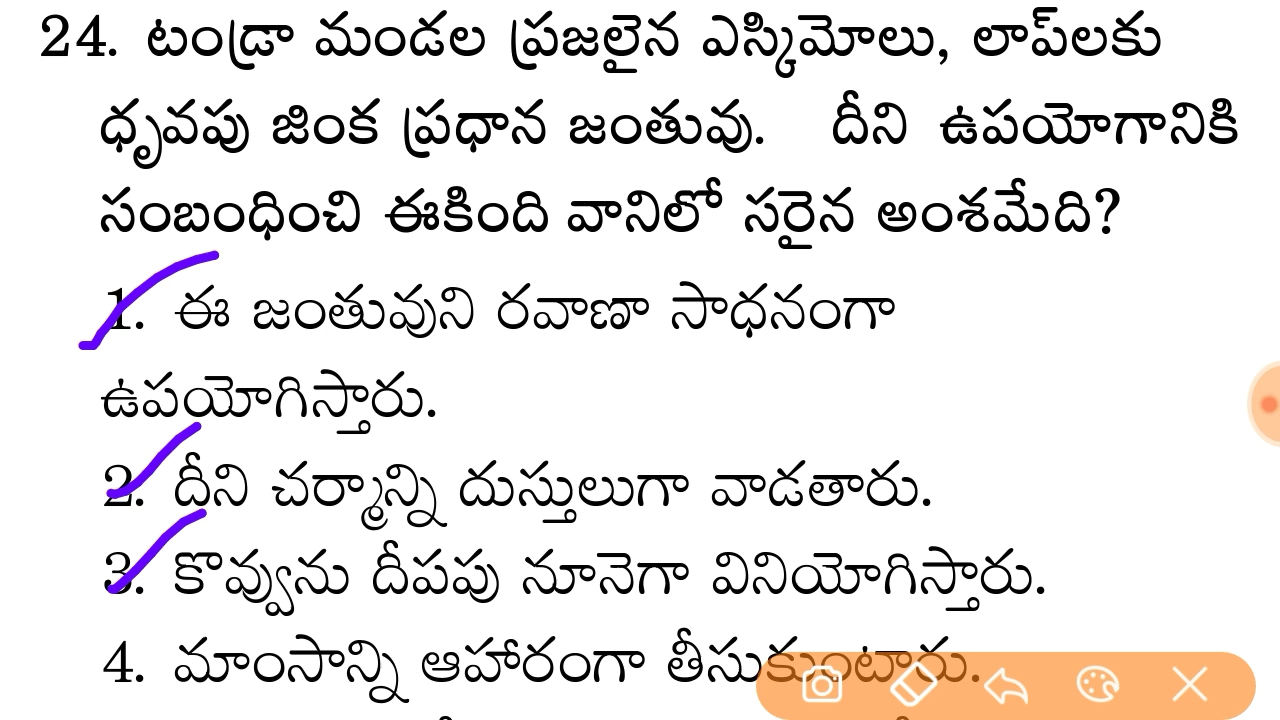 24. టండ్రా మండల ప్రజలైన ఎస్కిమోలు, లాప్‌లకు
ధృవపు జింక ప్రధాన జంతువు. దీని ఉపయోగానికి
సంబంధించి ఈకింది వానిలో సరైన అంశమేది?
1. ఈ జంతువుని రవాణా సాధనంగా
ఉపయోగిస్తారు.
2. దీని చర్మాన్ని దుస్తులుగా వాడతారు.
3. కొవ్వును దీపపు నూనెగా వినియోగిస్తారు.
4. మాంసాన్ని ఆహారంగా తీసుకుంటారు.